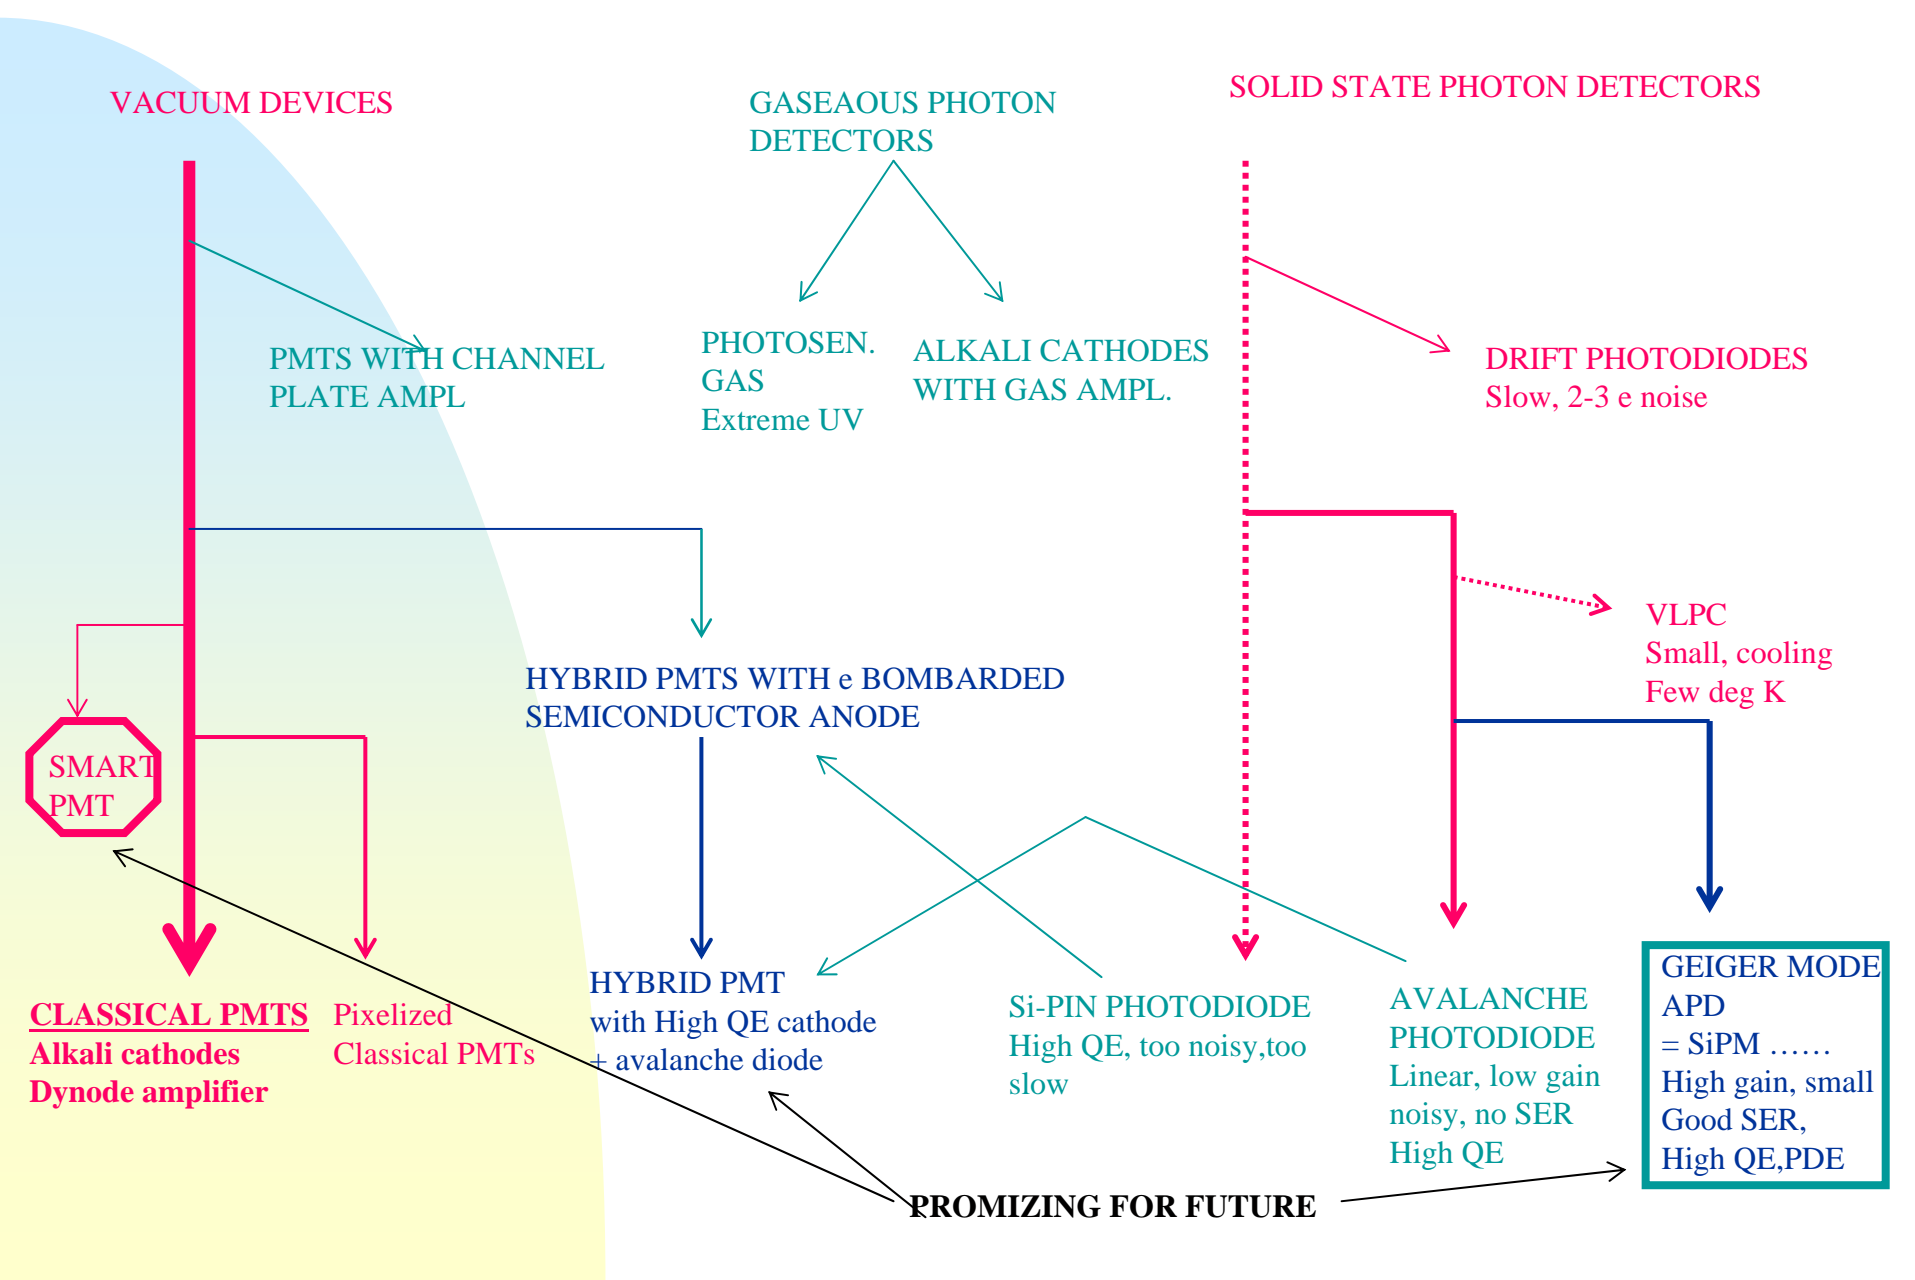 VACUUM DEVICES
GASEAOUS PHOTON
DETECTORS
SOLID STATE PHOTON DETECTORS
PMTS WITH CHANNEL
PLATE AMPL
PHOTOSEN.
GAS
Extreme UV
ALKALI CATHODES
WITH GAS AMPL.
DRIFT PHOTODIODES
Slow, 2-3 e noise
VLPC
Small, cooling
Few deg K
HYBRID PMTS WITH e BOMBARDED
SEMICONDUCTOR ANODE
SMART
PMT
CLASSICAL PMTS
Alkali cathodes
Dynode amplifier
Pixelized
Classical PMTs
HYBRID PMT
with High QE cathode
+ avalanche diode
Si-PIN PHOTODIODE
High QE, too noisy,too
slow
AVALANCHE
PHOTODIODE
Linear, low gain
noisy, no SER
High QE
GEIGER MODE
APD
= SiPM ……
High gain, small
Good SER,
High QE,PDE
PROMIZING FOR FUTURE